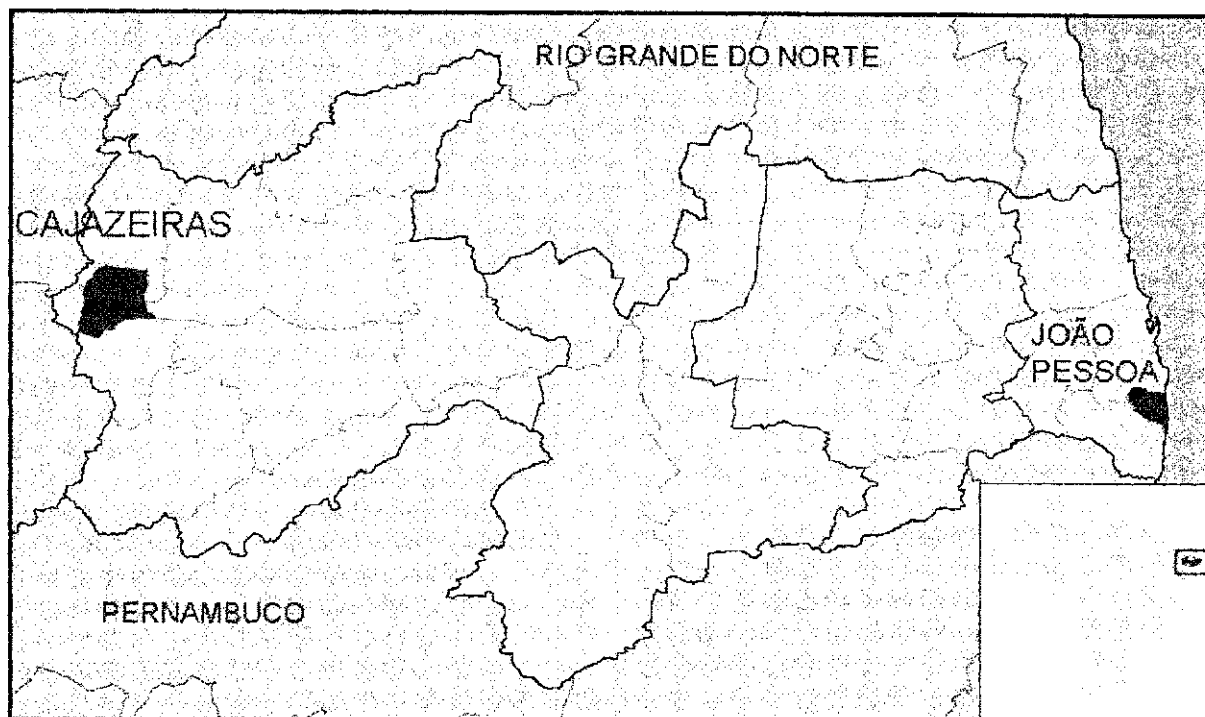 RIO GRANDE DO NORTE
CAJAZEIRAS
JOÃO
PESSOA
PERNAMBUCO